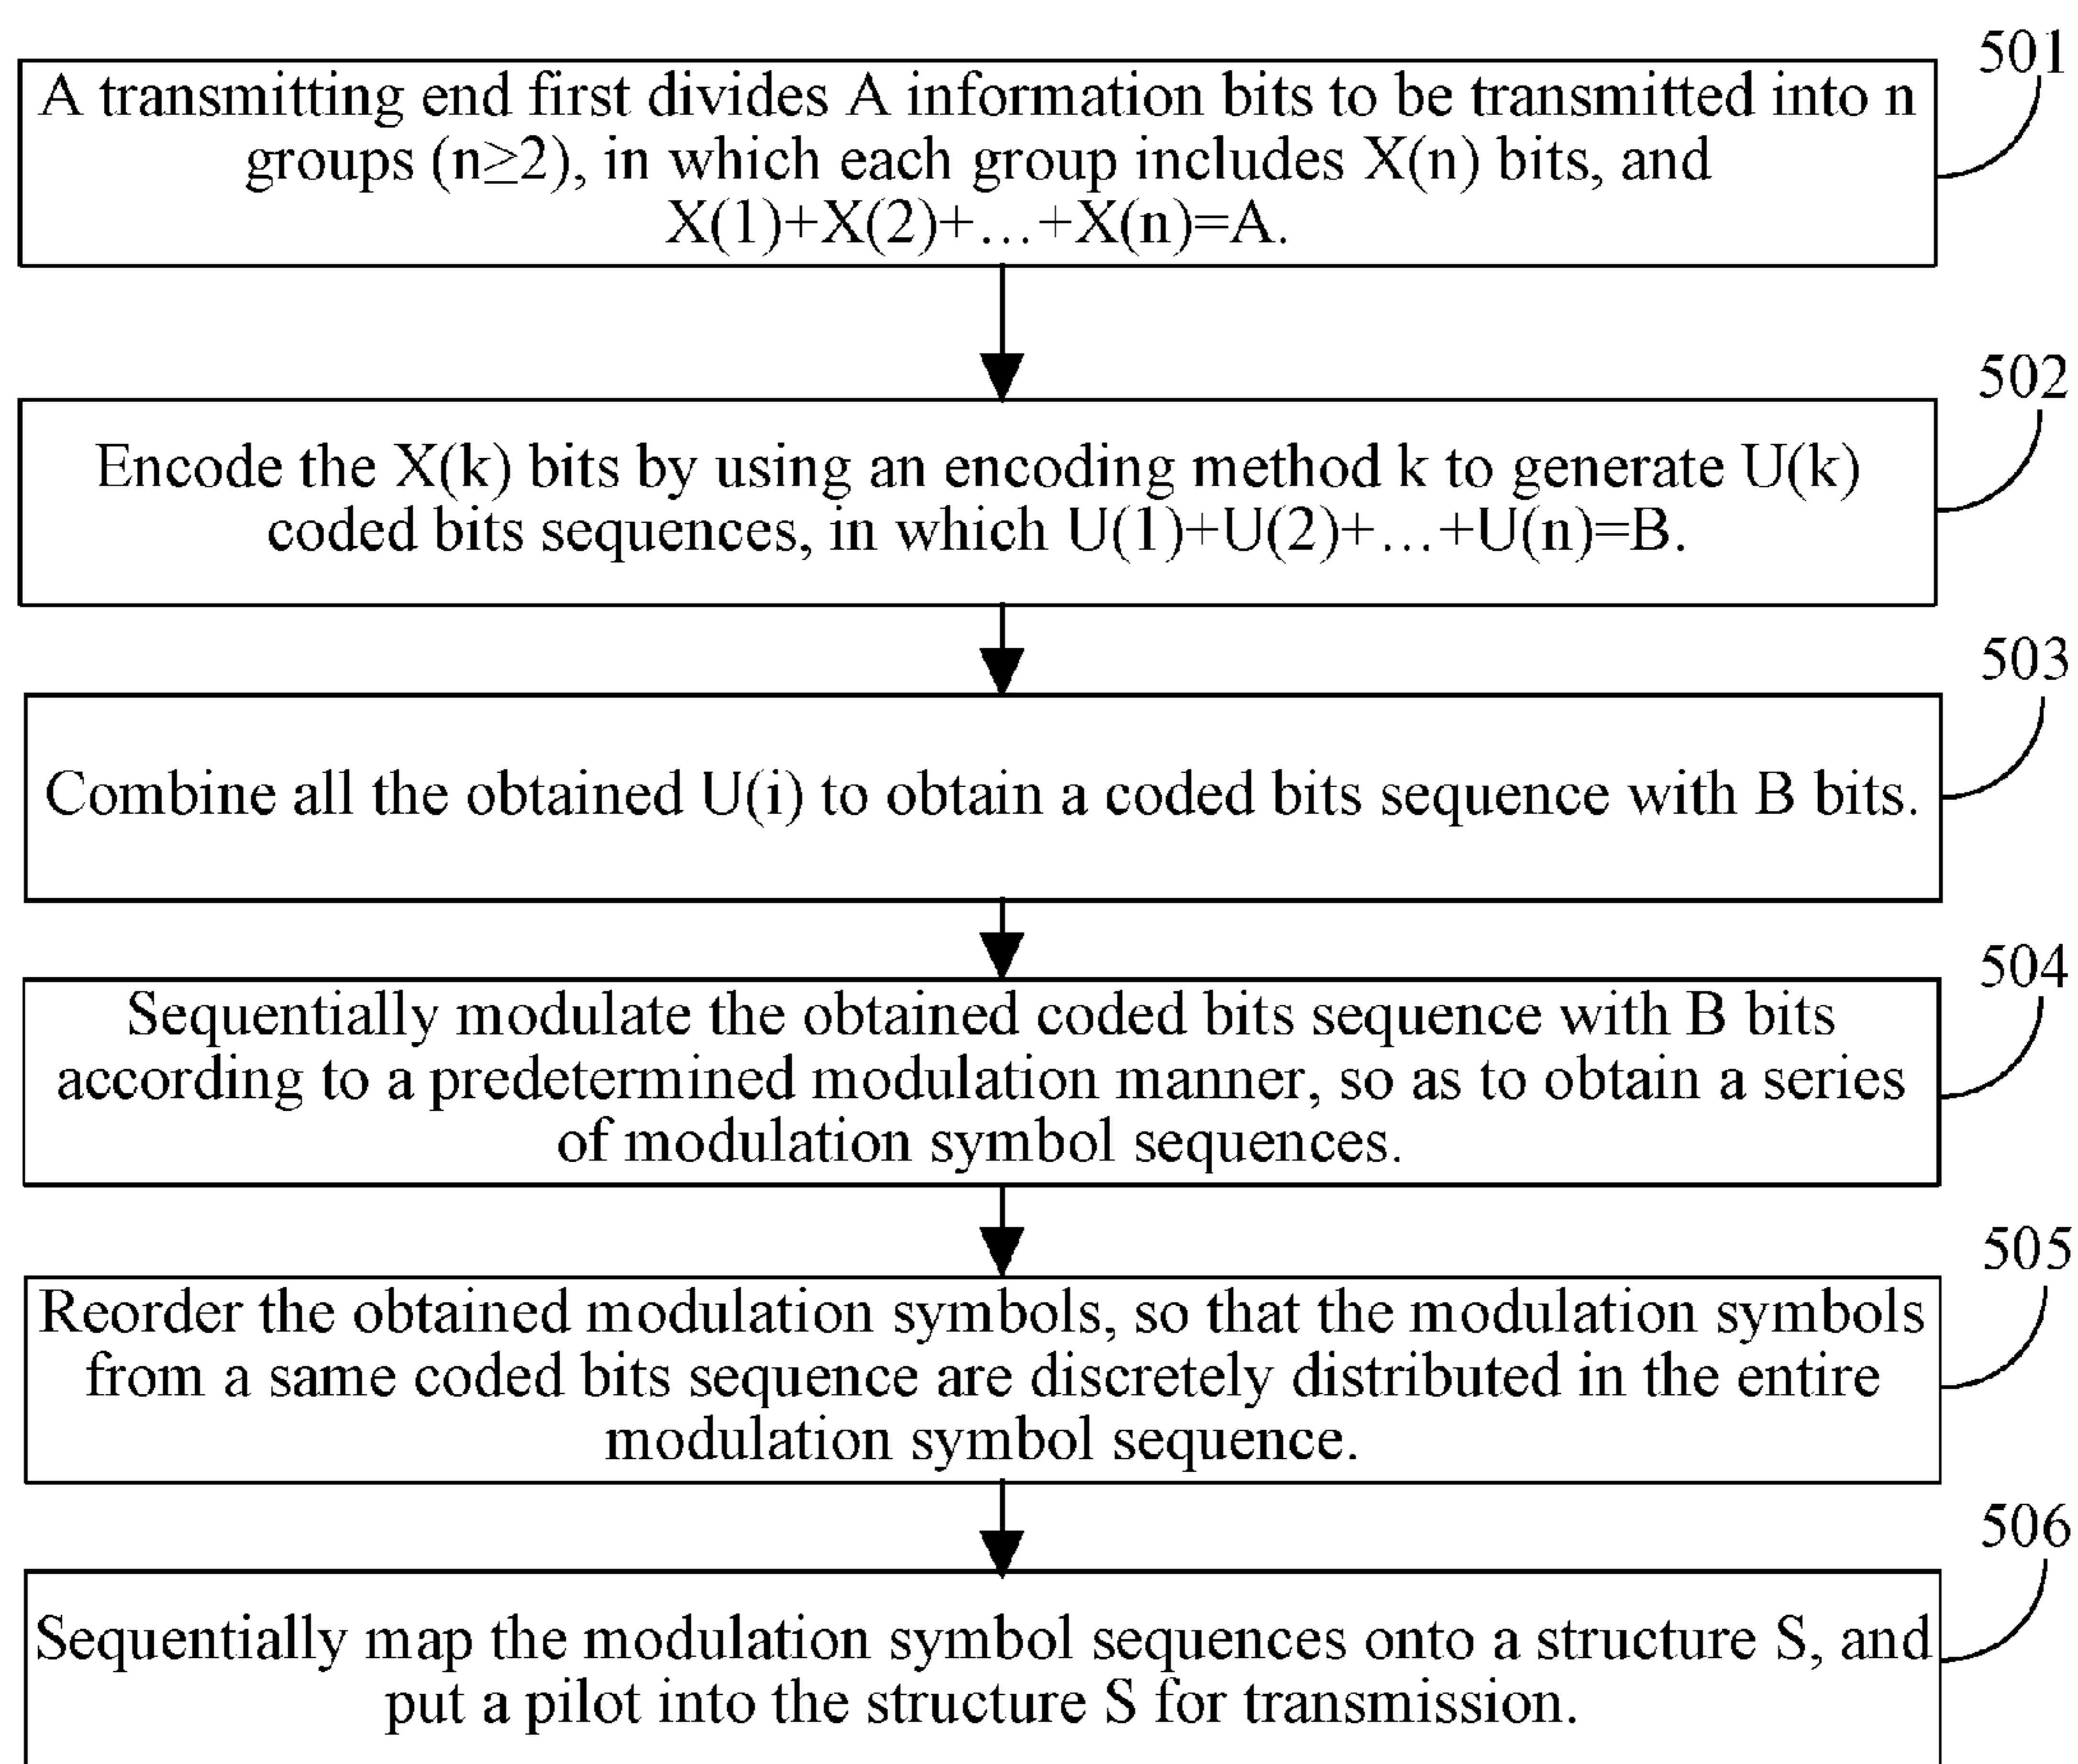 501
A transmitting end first divides A information bits to be transmitted into n
groups (n≥2), in which each group includes X(n) bits, and
X(1)+X(2)+…+X(n)=A.
502
Encode the X(k) bits by using an encoding method k to generate U(k)
coded bits sequences, in which U(1)+U(2)+…+U(n)=B.
503
Combine all the obtained U(i) to obtain a coded bits sequence with B bits.
504
Sequentially modulate the obtained coded bits sequence with B bits
according to a predetermined modulation manner, so as to obtain a series
of modulation symbol sequences.
505
Reorder the obtained modulation symbols, so that the modulation symbols
from a same coded bits sequence are discretely distributed in the entire
modulation symbol sequence.
506
Sequentially map the modulation symbol sequences onto a structure S, and
put a pilot into the structure S for transmission.